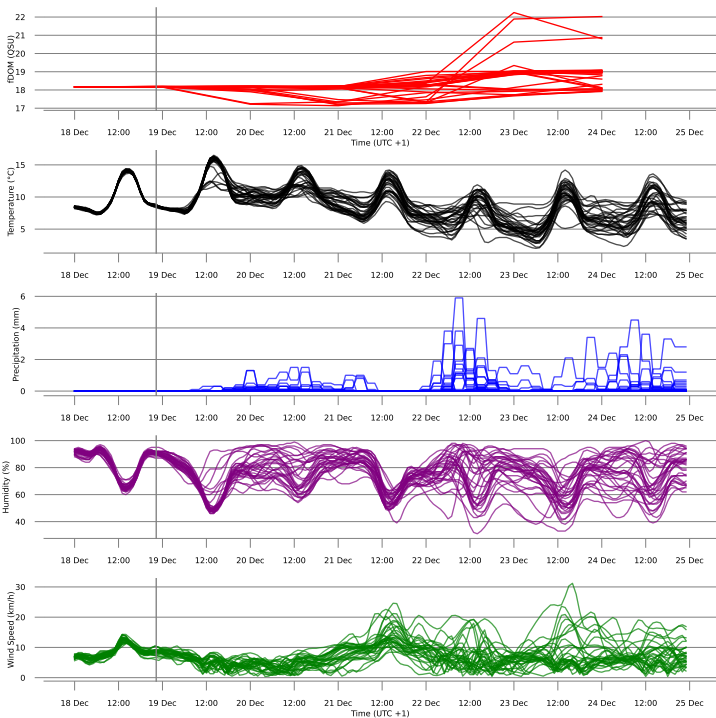 fDOM (QSU)
22
21
20
19
18
17
18 Dec 12:00 19 Dec 12:00 20 Dec 12:00 21 Dec 12:00 22 Dec 12:00 23 Dec 12:00 24 Dec 12:00 25 Dec
Time (UTC +1)
Temperature (°C)
15
10
5
18 Dec 12:00 19 Dec 12:00 20 Dec 12:00 21 Dec 12:00 22 Dec 12:00 23 Dec 12:00 24 Dec 12:00 25 Dec
Precipitation (mm)
6
4
2
0
18 Dec 12:00 19 Dec 12:00 20 Dec 12:00 21 Dec 12:00 22 Dec 12:00 23 Dec 12:00 24 Dec 12:00 25 Dec
Humidity (%)
100
80
60
40
18 Dec 12:00 19 Dec 12:00 20 Dec 12:00 21 Dec 12:00 22 Dec 12:00 23 Dec 12:00 24 Dec 12:00 25 Dec
Wind Speed (km/h)
30
20
10
0
18 Dec 12:00 19 Dec 12:00 20 Dec 12:00 21 Dec 12:00 22 Dec 12:00 23 Dec 12:00 24 Dec 12:00 25 Dec
Time (UTC +1)